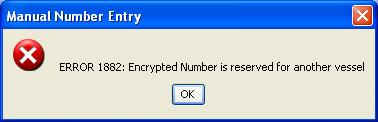 Manual Number Entry
ERROR 1882: Encrypted Number is reserved for another vessel
OK